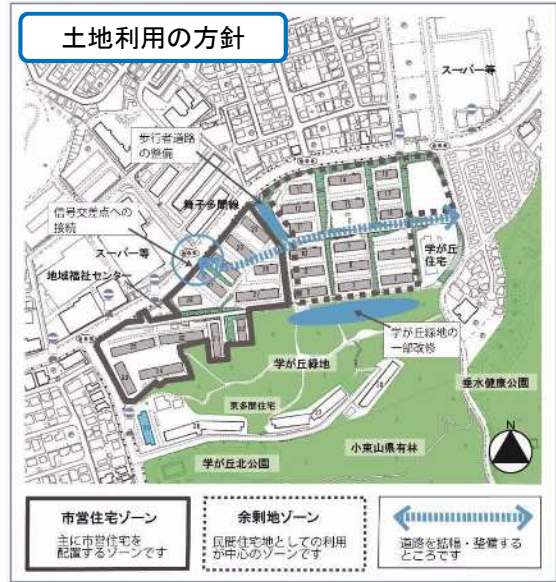 土地利用の方針
スーパー等
歩行者道路
の整備
舞子多聞線
信号交差点への
接続
スーパー等
地域福祉センター
学が丘
住宅
学が丘緑地の
一部改修
学が丘緑地
東多聞住宅
垂水健康公園
小束山県有林
学が丘北公園
N
市営住宅ゾーン
主に市営住宅を
配置するゾーンです
余剰地ゾーン
民間住宅地としての利用
が中心のゾーンです
道路を拡幅・整備する
ところです